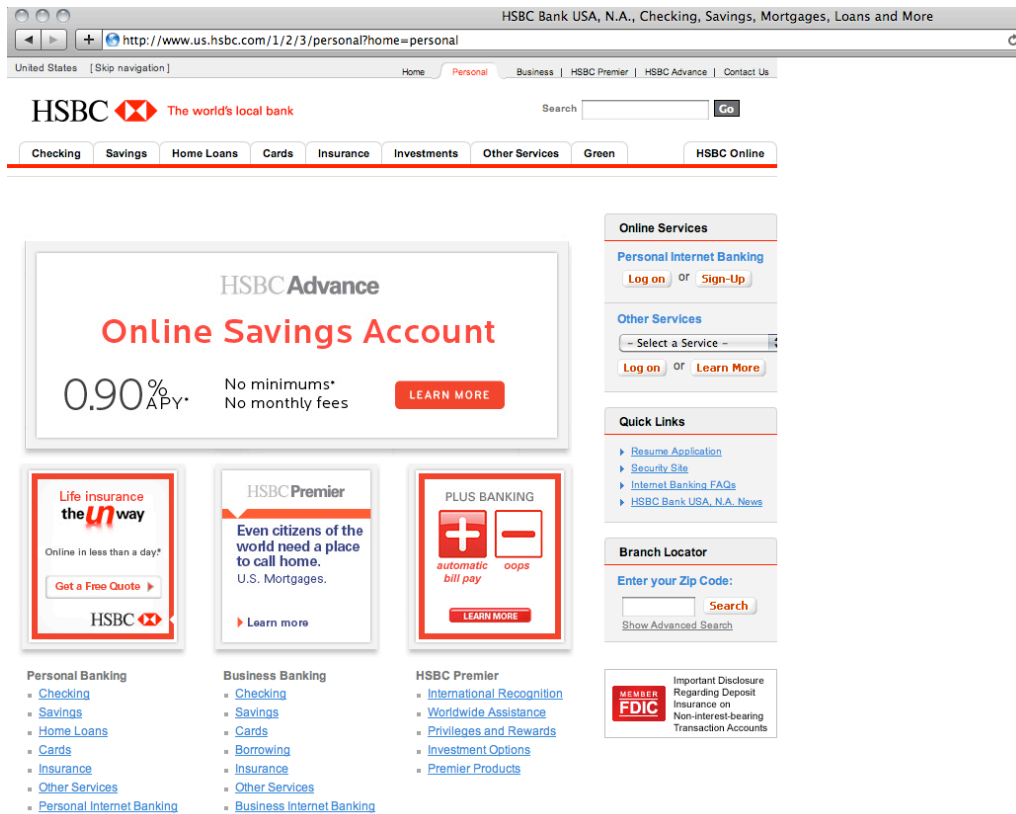 HSBC Bank USA, N.A., Checking, Savings, Mortgages, Loans and More
http://www.us.hsbc.com/1/2/3/personal?home=personal
United States [Skip navigation]
Home Personal Business | HSBC Premier | HSBC Advance | Contact Us
HSBC The world's local bank
Search Go
Checking Savings Home Loans Cards Insurance Investments Other Services Green HSBC Online
HSBC Advance
Online Savings Account
0.90% APY*
No minimums*
No monthly fees
LEARN MORE
Life insurance
the un way
Online in less than a day.*
Get a Free Quote
HSBC
HSBC Premier
Even citizens of the
world need a place
to call home.
U.S. Mortgages.
Learn more
PLUS BANKING
automatic
bill pay
oops
LEARN MORE
Personal Banking
Checking
Savings
Home Loans
Cards
Insurance
Other Services
Personal Internet Banking
Business Banking
Checking
Savings
Cards
Borrowing
Insurance
Other Services
Business Internet Banking
HSBC Premier
International Recognition
Worldwide Assistance
Privileges and Rewards
Investment Options
Premier Products
Online Services
Personal Internet Banking
Log on or Sign-Up
Other Services
- Select a Service -
Log on or Learn More
Quick Links
Resume Application
Security Site
Internet Banking FAQs
HSBC Bank USA, N.A. News
Branch Locator
Enter your Zip Code:
Search
Show Advanced Search
MEMBER
FDIC
Important Disclosure
Regarding Deposit
Insurance on
Non-interest-bearing
Transaction Accounts